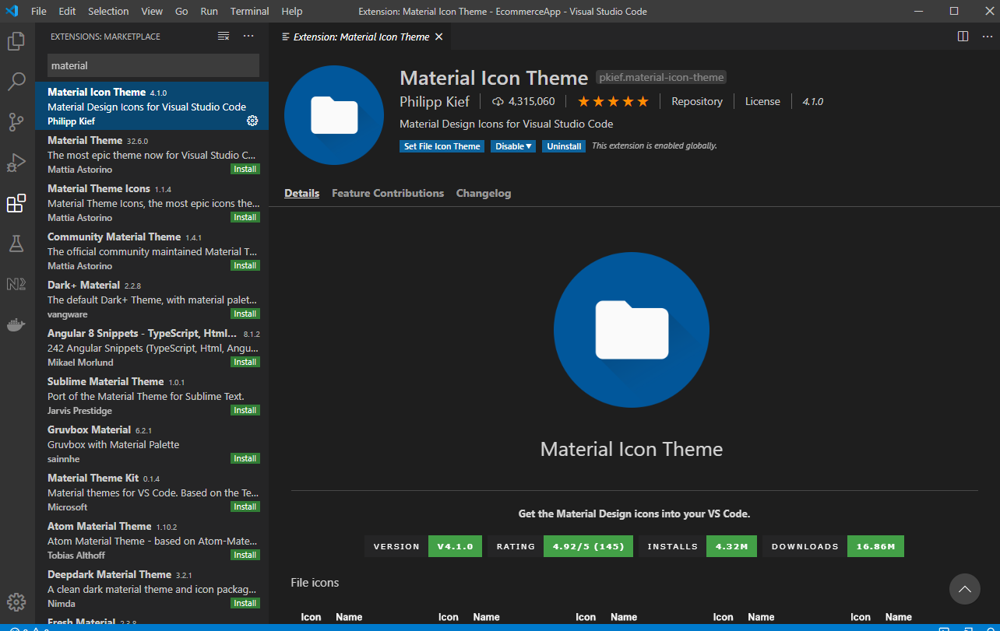 File Edit Selection View Go Run Terminal Help Extension: Material Icon Theme - EcommerceApp - Visual Studio Code
EXTENSIONS: MARKETPLACE
material
Material Icon Theme 4.1.0
Material Design Icons for Visual Studio Code
Philipp Kief
Material Theme 32.6.0
The most epic theme now for Visual Studio C...
Mattia Astorino Install
Material Theme Icons 1.1.4
Material Theme Icons, the most epic icons the...
Mattia Astorino Install
Community Material Theme 1.4.1
The official community maintained Material T...
Mattia Astorino Install
Dark+ Material 2.2.8
The default Dark+ Theme, with material palet...
vangware Install
Angular 8 Snippets - TypeScript, Html... 8.1.2
242 Angular Snippets (TypeScript, Html, Angu...
Mikael Morlund Install
Sublime Material Theme 1.0.1
Port of the Material Theme for Sublime Text.
Jarvis Prestidge Install
Gruvbox Material 6.2.1
Gruvbox with Material Palette
sainnhe Install
Material Theme Kit 0.1.4
Material themes for VS Code. Based on the Te...
Microsoft Install
Atom Material Theme 1.10.2
Atom Material Theme - based on Atom-Mate...
Tobias Althoff Install
Deepdark Material Theme 3.2.1
A clean dark material theme and icon packag...
Nimda Install
Fresh Material 2.3.8
Extension: Material Icon Theme
Material Icon Theme pkief.material-icon-theme
Philipp Kief 4,315,060 Repository License 4.1.0
Material Design Icons for Visual Studio Code
Set File Icon Theme Disable Uninstall This extension is enabled globally.
Details Feature Contributions Changelog
Material Icon Theme
Get the Material Design icons into your VS Code.
VERSION V4.1.0 RATING 4.92/5 (145) INSTALLS 4.32M DOWNLOADS 16.86M
File icons
Icon Name Icon Name Icon Name Icon Name Icon Name